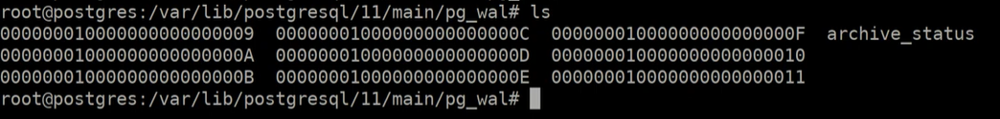 root@postgres:/var/lib/postgresql/11/main/pg_wal# ls
000000010000000000000009  00000001000000000000000C  00000001000000000000000F  archive_status
00000001000000000000000A  00000001000000000000000D  000000010000000000000010
00000001000000000000000B  00000001000000000000000E  000000010000000000000011
root@postgres:/var/lib/postgresql/11/main/pg_wal#